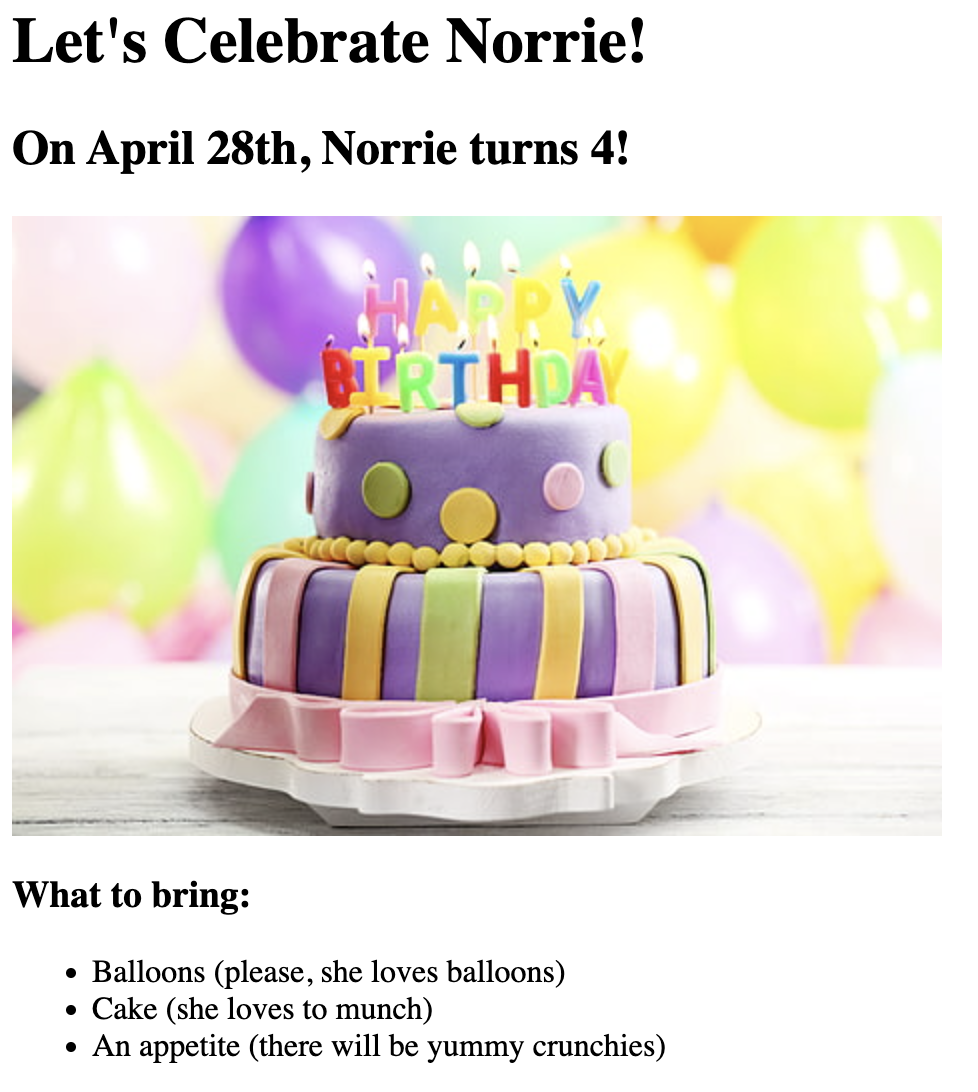 Let's Celebrate Norrie!
On April 28th, Norrie turns 4!
HAPPY
BIRTHDAY
What to bring:
Balloons (please, she loves balloons)
Cake (she loves to munch)
An appetite (there will be yummy crunchies)